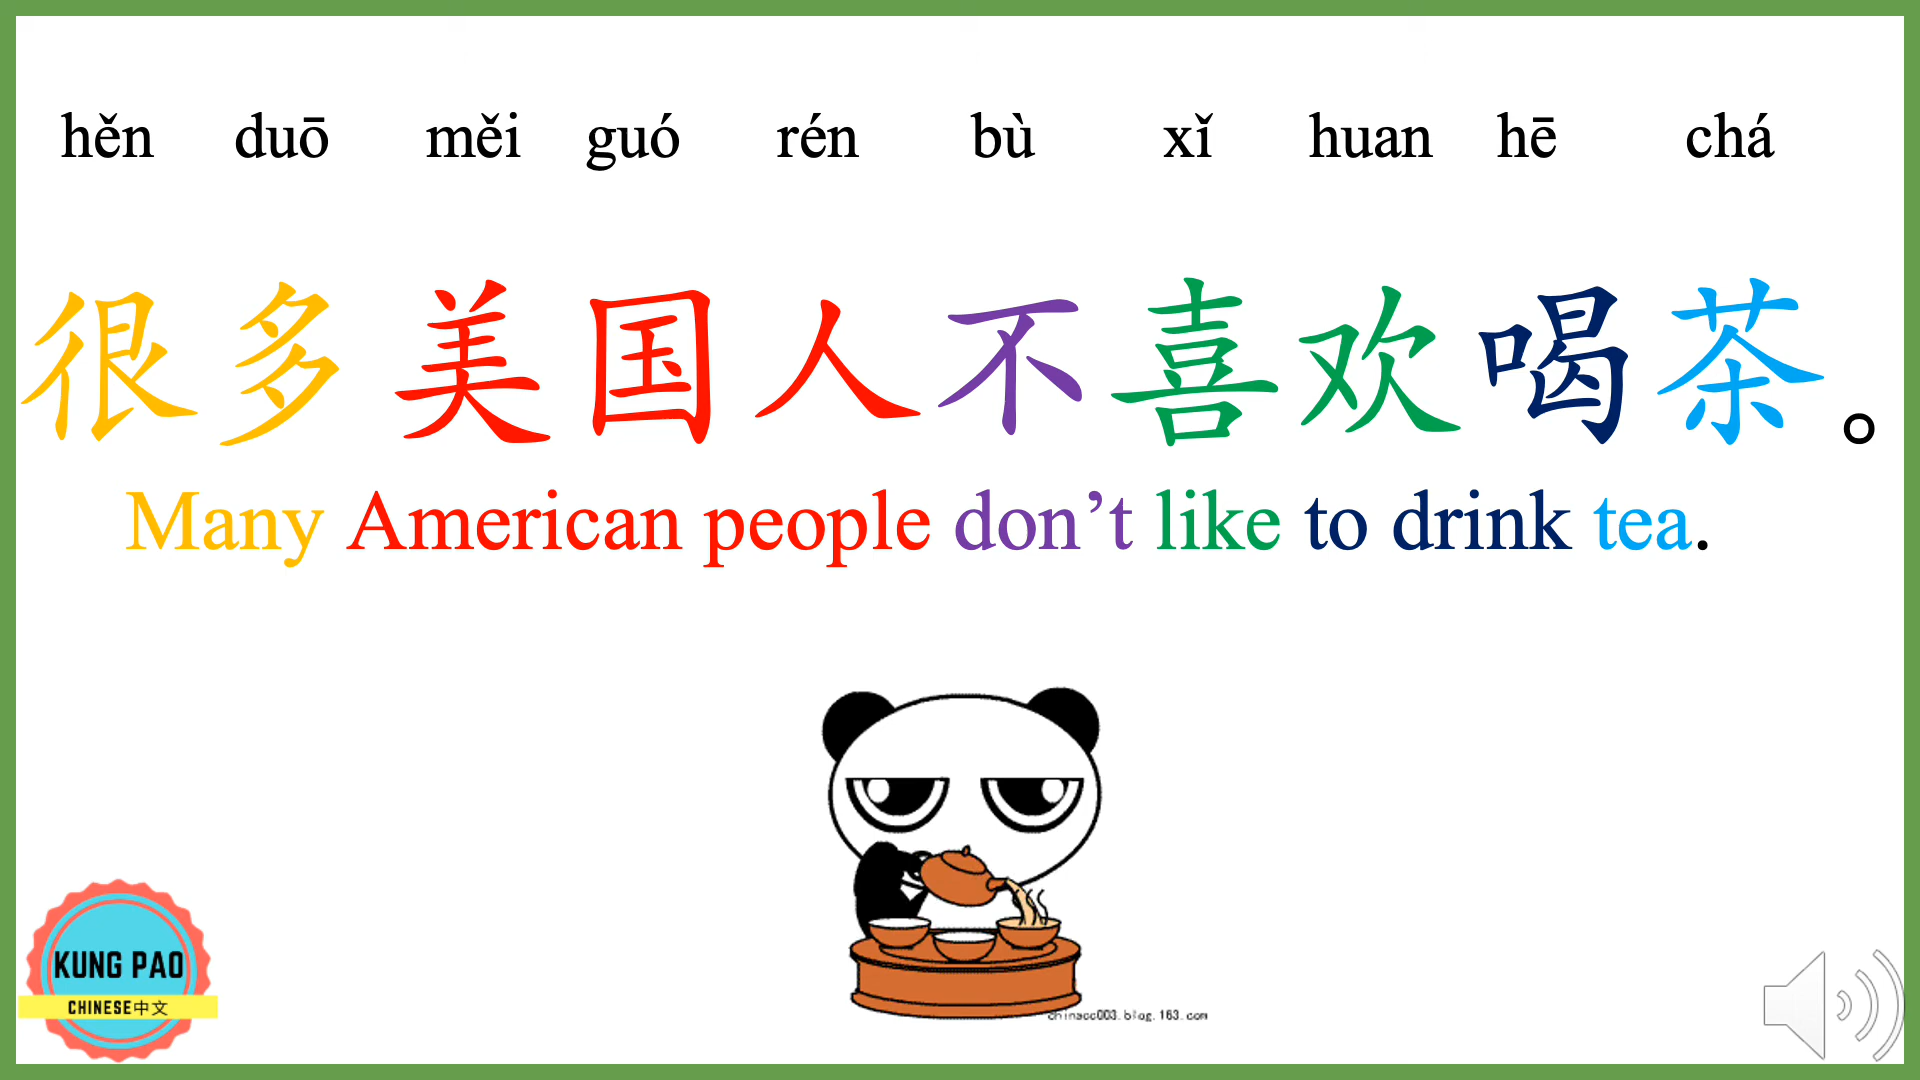 hěn duō měi guó rén bù xǐ huan hē chá
很多美国人不喜欢喝茶。
Many American people don’t like to drink tea.
KUNG PAO
CHINESE中文
chinacc003.blog.163.com